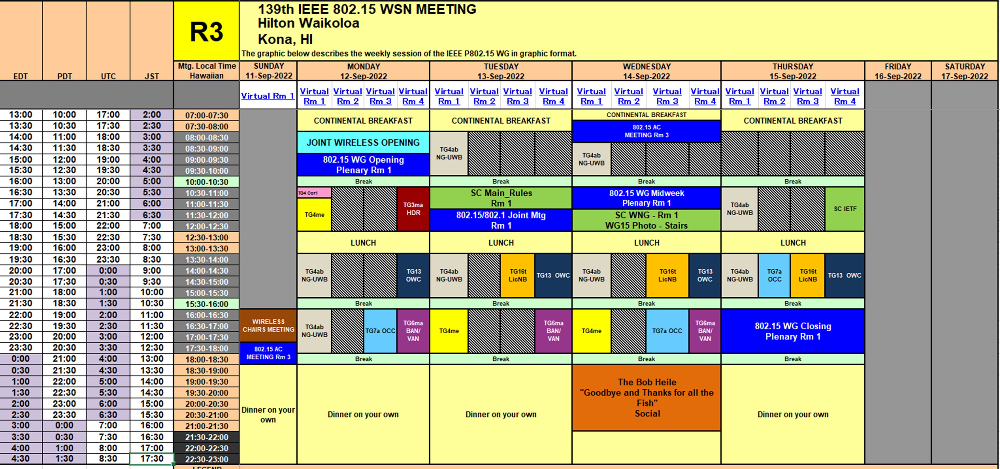 R3
139th IEEE 802.15 WSN MEETING
Hilton Waikoloa
Kona, HI
The graphic below describes the weekly session of the IEEE P802.15 WG in graphic format.
EDT PDT UTC JST Mtg. Local Time Hawaiian SUNDAY 11-Sep-2022 MONDAY 12-Sep-2022 TUESDAY 13-Sep-2022 WEDNESDAY 14-Sep-2022 THURSDAY 15-Sep-2022 FRIDAY 16-Sep-2022 SATURDAY 17-Sep-2022
Virtual Rm 1 Virtual Rm 1 Virtual Rm 2 Virtual Rm 3 Virtual Rm 4 Virtual Rm 1 Virtual Rm 2 Virtual Rm 3 Virtual Rm 4 Virtual Rm 1 Virtual Rm 2 Virtual Rm 3 Virtual Rm 4 Virtual Rm 1 Virtual Rm 2 Virtual Rm 3 Virtual Rm 4
13:00 10:00 17:00 2:00 07:00-07:30 CONTINENTAL BREAKFAST CONTINENTAL BREAKFAST CONTINENTAL BREAKFAST CONTINENTAL BREAKFAST
13:30 10:30 17:30 2:30 07:30-08:00 802.15 AC MEETING Rm 3
14:00 11:00 18:00 3:00 08:00-08:30 JOINT WIRELESS OPENING TG4ab NG-UWB
14:30 11:30 18:30 3:30 08:30-09:00 TG4ab NG-UWB
15:00 12:00 19:00 4:00 09:00-09:30 802.15 WG Opening
15:30 12:30 19:30 4:30 09:30-10:00 Plenary Rm 1
16:00 13:00 20:00 5:00 10:00-10:30 Break Break Break Break
16:30 13:30 20:30 5:30 10:30-11:00 TG4 Cor1 TG3ma HDR SC Main_Rules Rm 1 802.15 WG Midweek Plenary Rm 1 TG4ab NG-UWB SC IETF
17:00 14:00 21:00 6:00 11:00-11:30 TG4me
17:30 14:30 21:30 6:30 11:30-12:00 802.15/802.1 Joint Mtg Rm 1 SC WNG - Rm 1
18:00 15:00 22:00 7:00 12:00-12:30 WG15 Photo - Stairs
18:30 15:30 22:30 7:30 12:30-13:00 LUNCH LUNCH LUNCH LUNCH
19:00 16:00 23:00 8:00 13:00-13:30
19:30 16:30 23:30 8:30 13:30-14:00 TG4ab NG-UWB TG13 OWC TG4ab NG-UWB TG16t LicNB TG13 OWC TG4ab NG-UWB TG16t LicNB TG13 OWC TG4ab NG-UWB TG7a OCC TG16t LicNB TG13 OWC
20:00 17:00 0:00 9:00 14:00-14:30
20:30 17:30 0:30 9:30 14:30-15:00
21:00 18:00 1:00 10:00 15:00-15:30
21:30 18:30 1:30 10:30 15:30-16:00 Break Break Break Break
22:00 19:00 2:00 11:00 16:00-16:30 WIRELESS CHAIRS MEETING TG4ab NG-UWB TG7a OCC TG6ma BAN/ VAN TG4me TG6ma BAN/ VAN TG4me TG7a OCC TG6ma BAN/ VAN 802.15 WG Closing Plenary Rm 1
22:30 19:30 2:30 11:30 16:30-17:00
23:00 20:00 3:00 12:00 17:00-17:30
23:30 20:30 3:30 12:30 17:30-18:00 802.15 AC MEETING Rm 3
0:00 21:00 4:00 13:00 18:00-18:30 Break Break Break Break
0:30 21:30 4:30 13:30 18:30-19:00 Dinner on your own Dinner on your own Dinner on your own The Bob Heile "Goodbye and Thanks for all the Fish" Social Dinner on your own
1:00 22:00 5:00 14:00 19:00-19:30
1:30 22:30 5:30 14:30 19:30-20:00
2:00 23:00 6:00 15:00 20:00-20:30
2:30 23:30 6:30 15:30 20:30-21:00
3:00 0:00 7:00 16:00 21:00-21:30
3:30 0:30 7:30 16:30 21:30-22:00
4:00 1:00 8:00 17:00 22:00-22:30
4:30 1:30 8:30 17:30 22:30-23:00
LEGEND